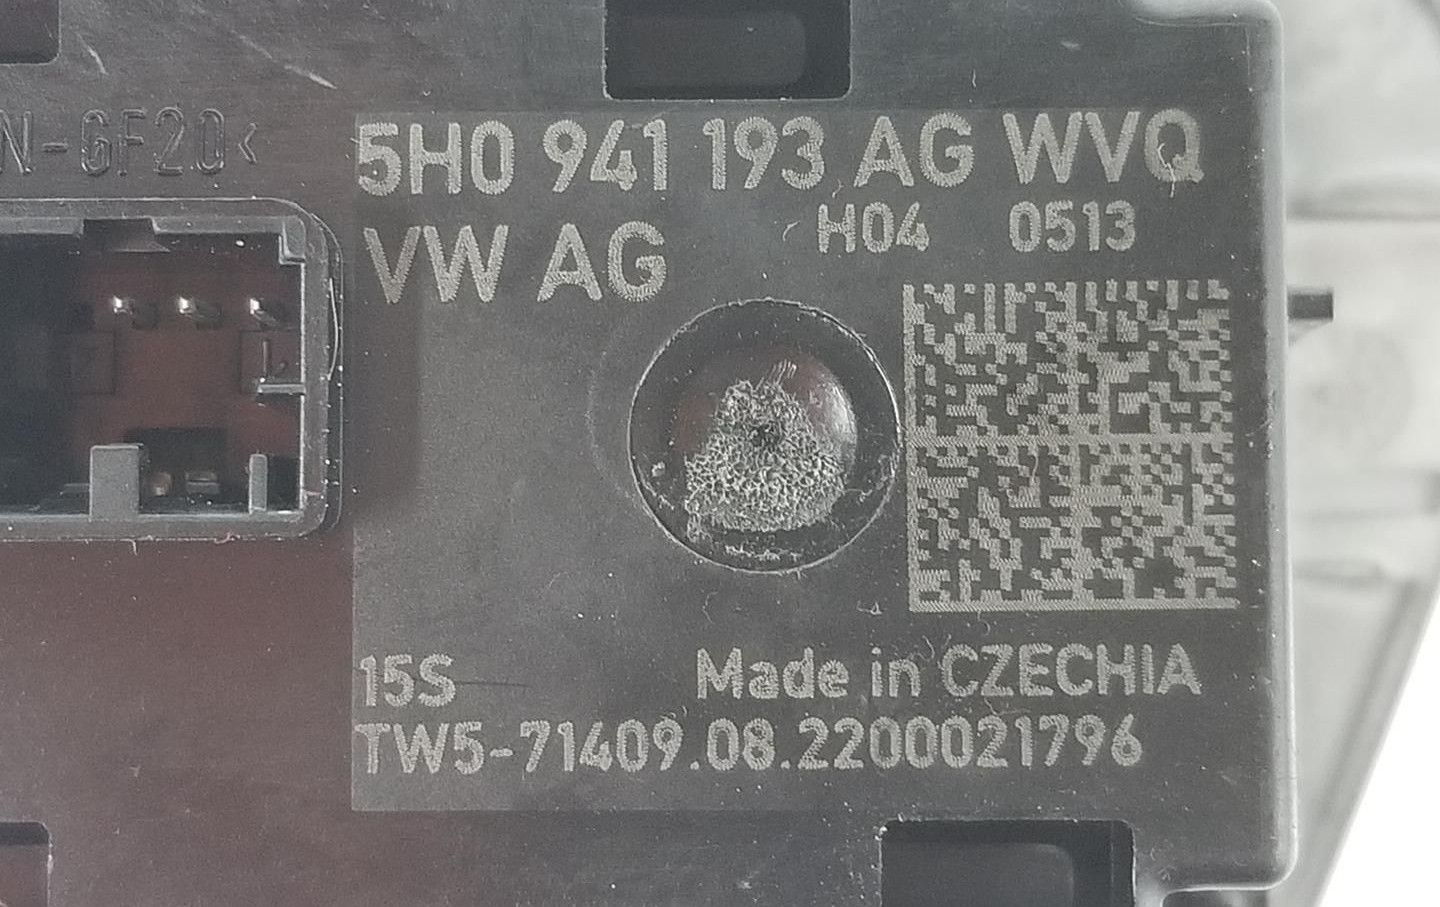 N-GF20<
5H0 941 193 AG WVQ
VW AG H04 0513
15S Made in CZECHIA
TW5-71409.08.2200021796